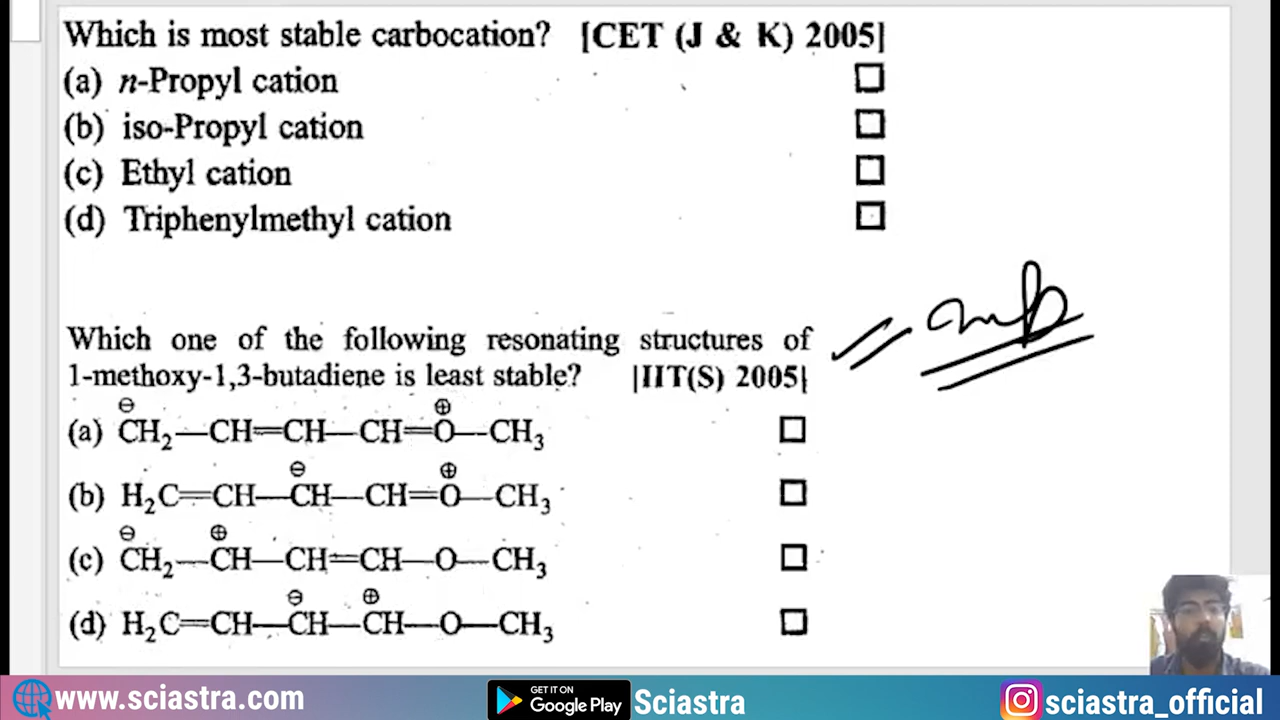 Which is most stable carbocation? [CET (J & K) 2005]
(a) n-Propyl cation
(b) iso-Propyl cation
(c) Ethyl cation
(d) Triphenylmethyl cation
Which one of the following resonating structures of
1-methoxy-1,3-butadiene is least stable? |IIT(S) 2005|
⊖ ⊕
(a) CH₂—CH=CH—CH=O—CH₃
⊖ ⊕
(b) H₂C=CH—CH—CH=O—CH₃
⊖ ⊕
(c) CH₂—CH—CH=CH—O—CH₃
⊖ ⊕
(d) H₂C=CH—CH—CH—O—CH₃
www.sciastra.com
GET IT ON
Google Play
Sciastra
sciastra_official